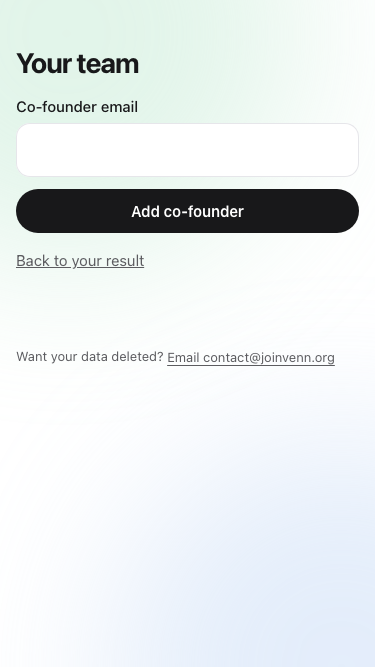 Your team
Co-founder email
Add co-founder
Back to your result
Want your data deleted? Email contact@joinvenn.org